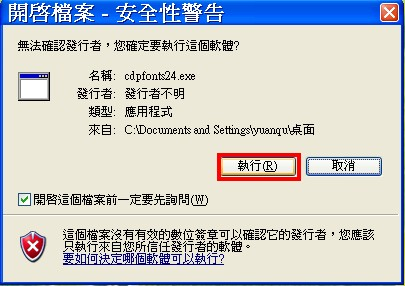 開啓檔案 - 安全性警告
無法確認發行者，您確定要執行這個軟體?
名稱: cdpfonts24.exe
發行者: 發行者不明
類型: 應用程式
來自: C:\Documents and Settings\yuanqu\桌面
執行(R)
取消
開啓這個檔案前一定要先詢問(W)
這個檔案沒有有效的數位簽章可以確認它的發行者，您應該
只執行來自您所信任發行者的軟體。
要如何決定哪個軟體可以執行?